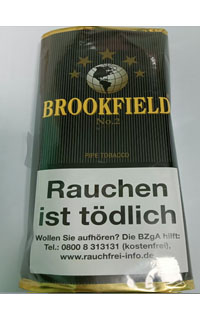 BROOKFIELD
No.2
PIPE TOBACCO
Rauchen
ist tödlich
Wollen Sie aufhören? Die BZgA hilft:
Tel.: 0800 8 313131 (kostenfrei),
www.rauchfrei-info.de